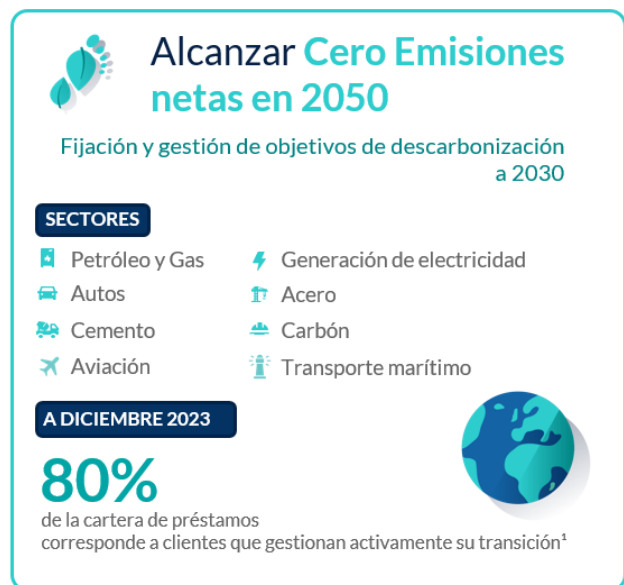 Alcanzar Cero Emisiones
netas en 2050
Fijación y gestión de objetivos de descarbonización
a 2030
SECTORES
Petróleo y Gas
Generación de electricidad
Autos
Acero
Cemento
Carbón
Aviación
Transporte marítimo
A DICIEMBRE 2023
80%
de la cartera de préstamos
corresponde a clientes que gestionan activamente su transición¹